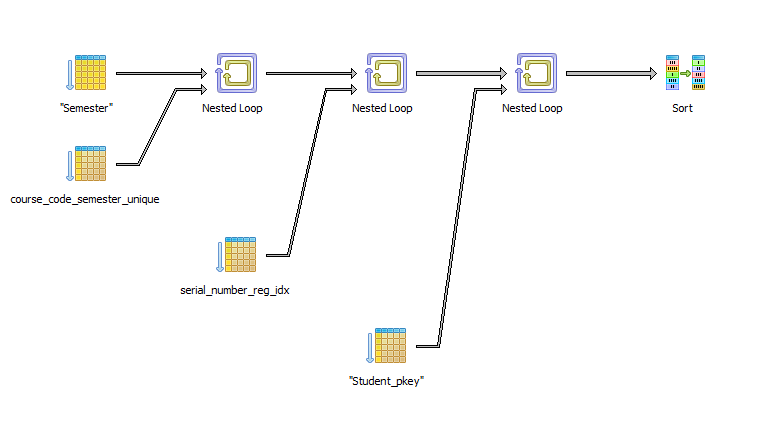 "Semester"
Nested Loop
Nested Loop
Nested Loop
Sort
course_code_semester_unique
serial_number_reg_idx
"Student_pkey"